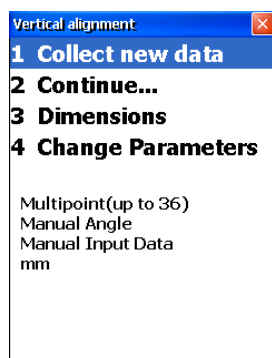 Vertical alignment
1 Collect new data
2 Continue...
3 Dimensions
4 Change Parameters
Multipoint(up to 36)
Manual Angle
Manual Input Data
mm